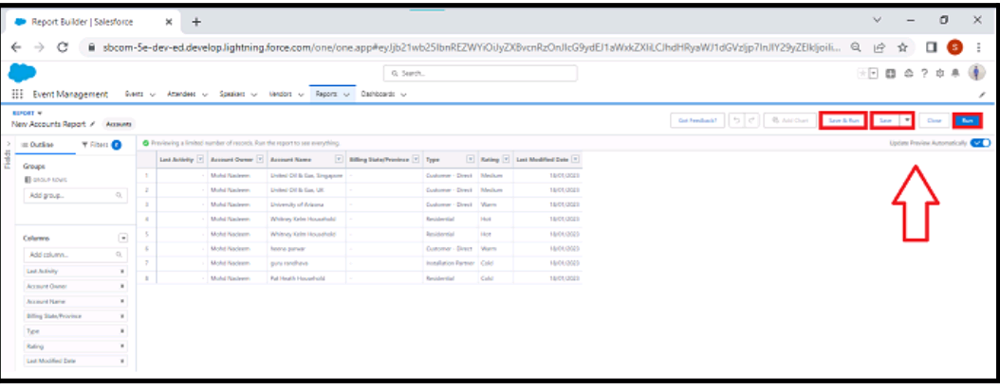 Report Builder | Salesforce
sbcom-5e-dev-ed.develop.lightning.force.com/one/one.app#eyJjb21wb25lbnREZWYiOiJyZXBvcnRzOnJlcG9ydEJ1aWxkZXIiLCJhdHRyaWJ1dGVzIjp7InJlY29yZElkIjoiIi...
S
Search...
Event Management Events Attendees Speakers Vendors Reports Dashboards
REPORT
New Accounts Report Accounts
Got Feedback? Add Chart Save & Run Save Close Run
Fields
Outline Filters
Previewing a limited number of records. Run the report to see everything.
Update Preview Automatically
Groups
GROUP ROWS
Add group...
Columns
Add column...
Last Activity
Account Owner
Account Name
Billing State/Province
Type
Rating
Last Modified Date
Last Activity Account Owner Account Name Billing State/Province Type Rating Last Modified Date
1 - Mohd Nadeem United Oil & Gas, Singapore - Customer - Direct Medium 18/01/2023
2 - Mohd Nadeem United Oil & Gas, UK - Customer - Direct Medium 18/01/2023
3 - Mohd Nadeem University of Arizona - Customer - Direct Warm 18/01/2023
4 - Mohd Nadeem Whitney Kelm Household - Residential Hot 18/01/2023
5 - Mohd Nadeem Whitney Kelm Household - Residential Hot 18/01/2023
6 - Mohd Nadeem heena parwar - Customer - Direct Warm 18/01/2023
7 - Mohd Nadeem guru randhava - Installation Partner Cold 18/01/2023
8 - Mohd Nadeem Pat Heath Household - Residential Cold 18/01/2023